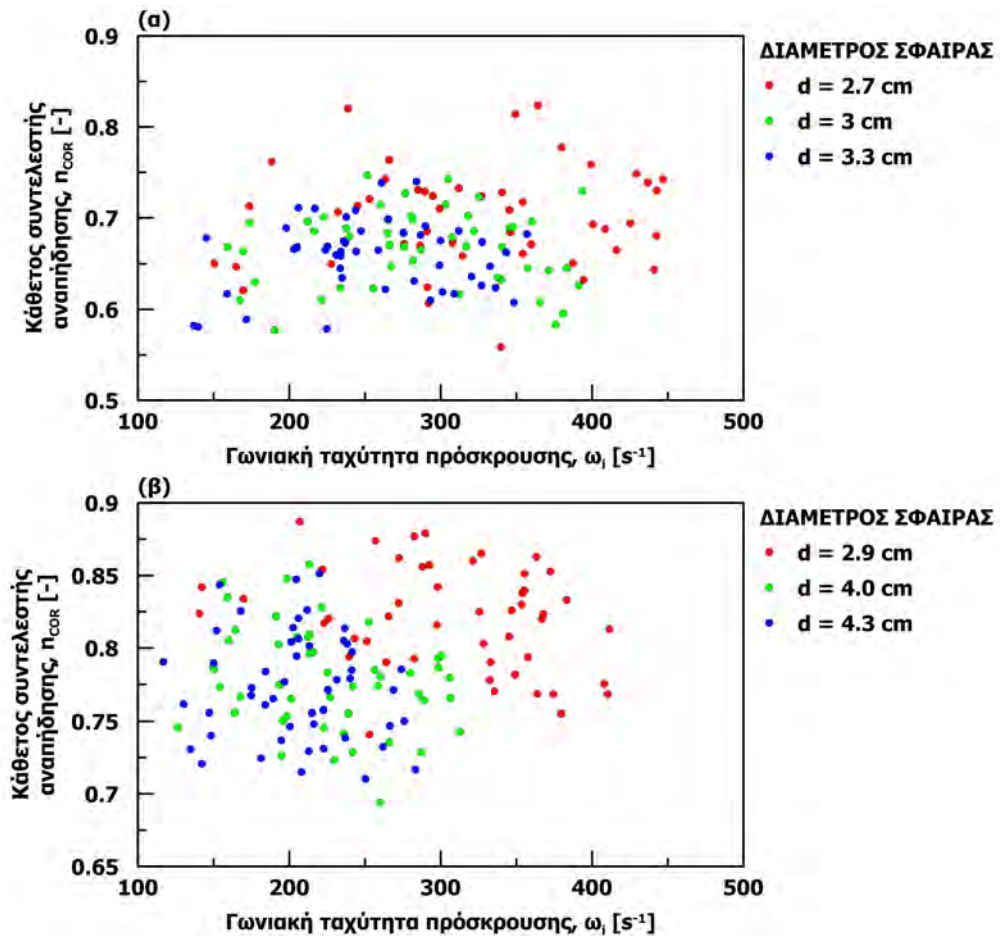 (α)
0.9
0.8
0.7
0.6
0.5
Κάθετος συντελεστής
αναπήδησης, n_COR [-]
100
200
300
400
500
Γωνιακή ταχύτητα πρόσκρουσης, ω_i [s⁻¹]
ΔΙΑΜΕΤΡΟΣ ΣΦΑΙΡΑΣ
d = 2.7 cm
d = 3 cm
d = 3.3 cm
(β)
0.9
0.85
0.8
0.75
0.7
0.65
Κάθετος συντελεστής
αναπήδησης, n_COR [-]
100
200
300
400
500
Γωνιακή ταχύτητα πρόσκρουσης, ω_i [s⁻¹]
ΔΙΑΜΕΤΡΟΣ ΣΦΑΙΡΑΣ
d = 2.9 cm
d = 4.0 cm
d = 4.3 cm